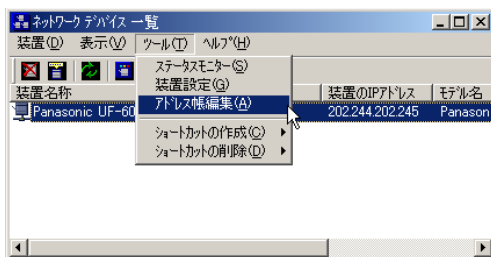 ネットワーク デバイス 一覧
装置(D) 表示(V) ツール(T) ヘルプ(H)
ステータスモニター(S)
装置設定(G)
アドレス帳編集(A)
ショートカットの作成(C)
ショートカットの削除(D)
装置名称 装置のIPアドレス モデル名
Panasonic UF-60 202.244.202.245 Panason